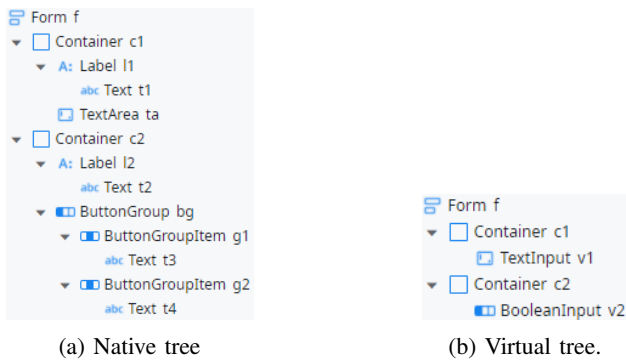 Form f
Container c1
A: Label l1
abc Text t1
TextArea ta
Container c2
A: Label l2
abc Text t2
ButtonGroup bg
ButtonGroupItem g1
abc Text t3
ButtonGroupItem g2
abc Text t4
(a) Native tree
Form f
Container c1
TextInput v1
Container c2
BooleanInput v2
(b) Virtual tree.